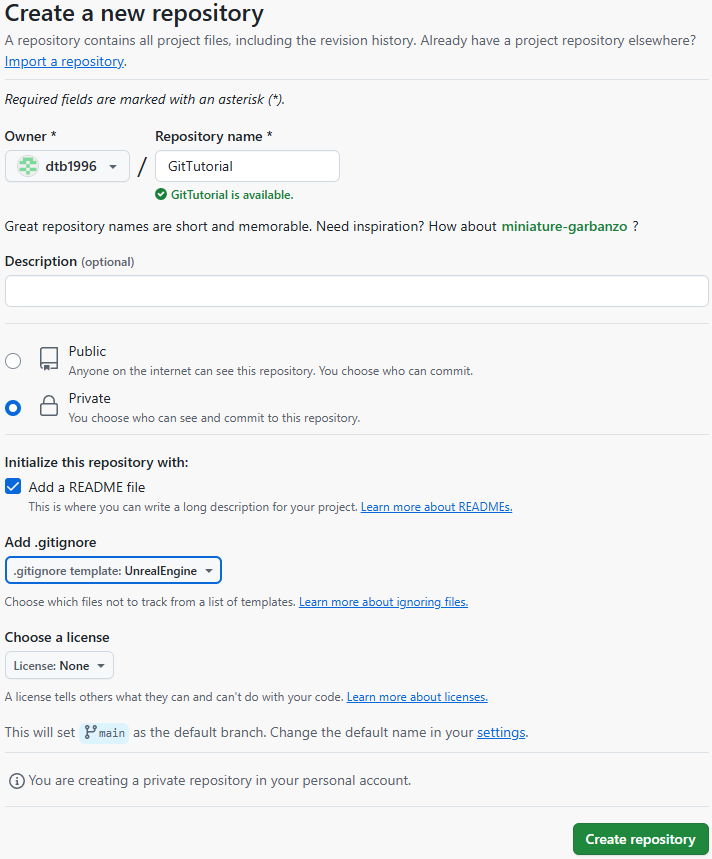 Create a new repository
A repository contains all project files, including the revision history. Already have a project repository elsewhere?
Import a repository.
Required fields are marked with an asterisk (*).
Owner * Repository name *
dtb1996 / GitTutorial
GitTutorial is available.
Great repository names are short and memorable. Need inspiration? How about miniature-garbanzo ?
Description (optional)
Public
Anyone on the internet can see this repository. You choose who can commit.
Private
You choose who can see and commit to this repository.
Initialize this repository with:
Add a README file
This is where you can write a long description for your project. Learn more about READMEs.
Add .gitignore
.gitignore template: UnrealEngine
Choose which files not to track from a list of templates. Learn more about ignoring files.
Choose a license
License: None
A license tells others what they can and can't do with your code. Learn more about licenses.
This will set main as the default branch. Change the default name in your settings.
You are creating a private repository in your personal account.
Create repository